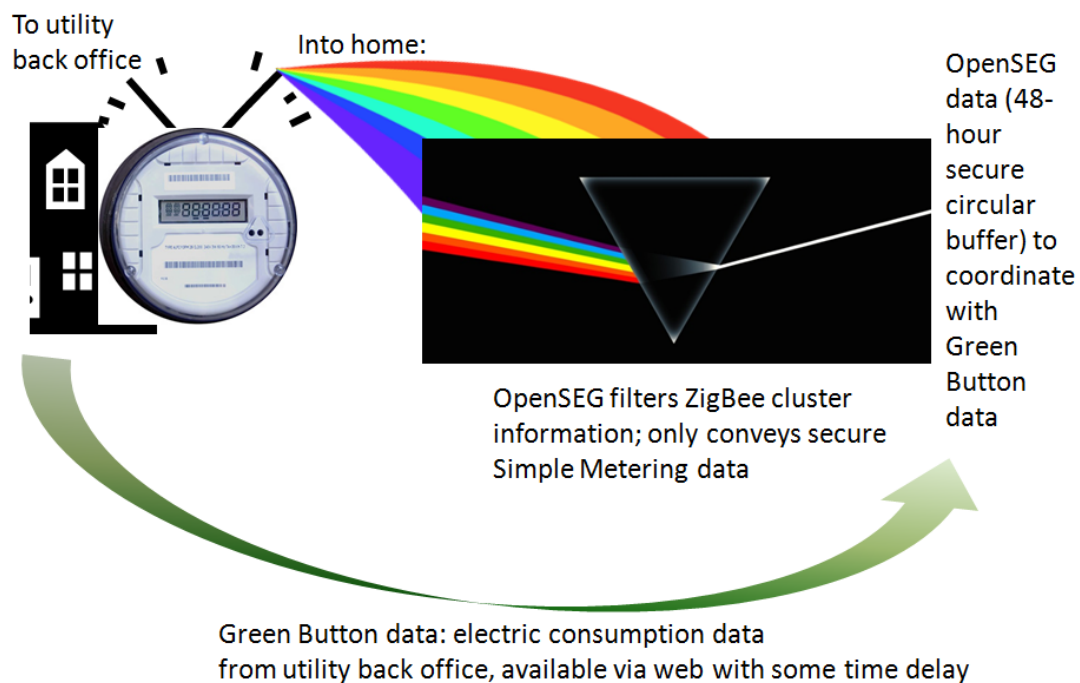 To utility
back office
Into home:
OpenSEG
data (48-
hour
secure
circular
buffer) to
coordinate
with
Green
Button
data
OpenSEG filters ZigBee cluster
information; only conveys secure
Simple Metering data
Green Button data: electric consumption data
from utility back office, available via web with some time delay